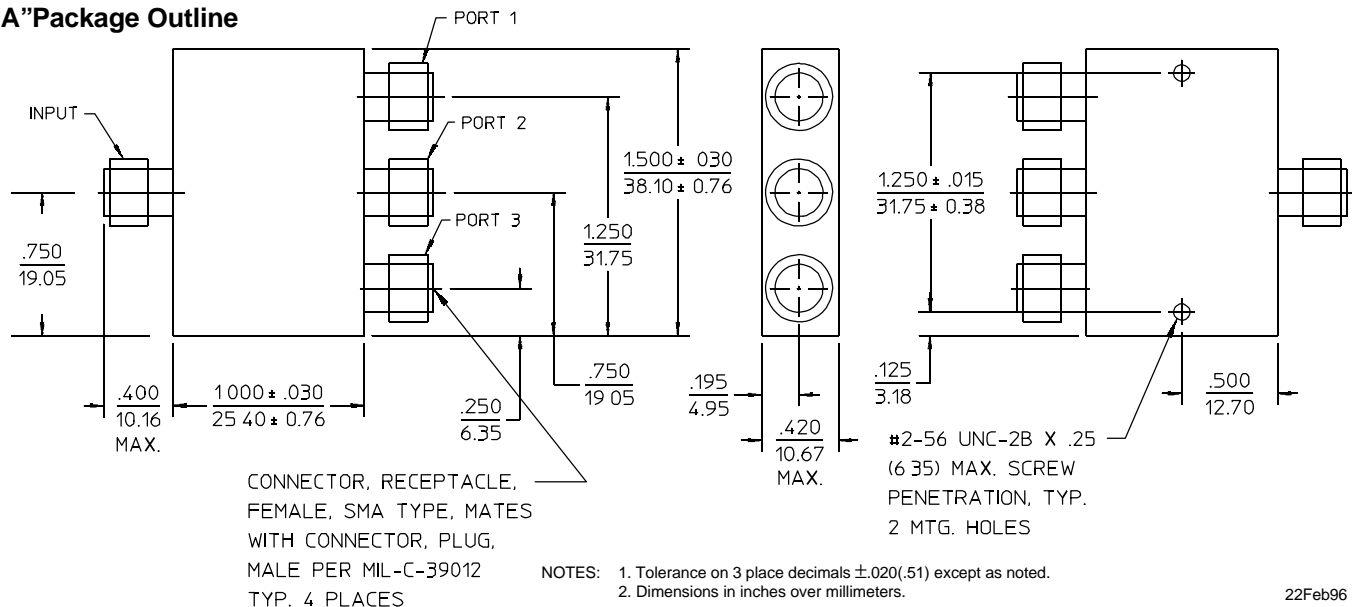 A”Package Outline
PORT 1
INPUT
PORT 2
PORT 3
.750
19.05
1.500 ± 030
38.10 ± 0.76
1.250
31.75
1.250 ± .015
31.75 ± 0.38
.400
10.16
MAX.
1 000 ± .030
25 40 ± 0.76
.250
6.35
.750
19 05
.195
4.95
.420
10.67
MAX.
.125
3.18
.500
12.70
CONNECTOR, RECEPTACLE,
FEMALE, SMA TYPE, MATES
WITH CONNECTOR, PLUG,
MALE PER MIL-C-39012
TYP. 4 PLACES
#2-56 UNC-2B X .25
(6 35) MAX. SCREW
PENETRATION, TYP.
2 MTG. HOLES
NOTES: 1. Tolerance on 3 place decimals ±.020(.51) except as noted.
2. Dimensions in inches over millimeters.
22Feb96